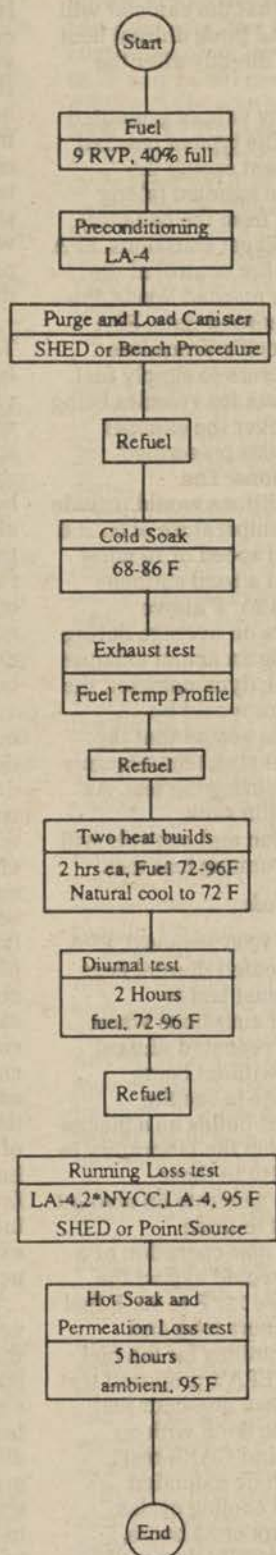 Start
Fuel
9 RVP, 40% full
Preconditioning
LA-4
Purge and Load Canister
SHED or Bench Procedure
Refuel
Cold Soak
68-86 F
Exhaust test
Fuel Temp Profile
Refuel
Two heat builds
2 hrs ea, Fuel 72-96F
Natural cool to 72 F
Diurnal test
2 Hours
fuel, 72-96 F
Refuel
Running Loss test
LA-4,2*NYCC,LA-4, 95 F
SHED or Point Source
Hot Soak and
Permeation Loss test
5 hours
ambient, 95 F
End